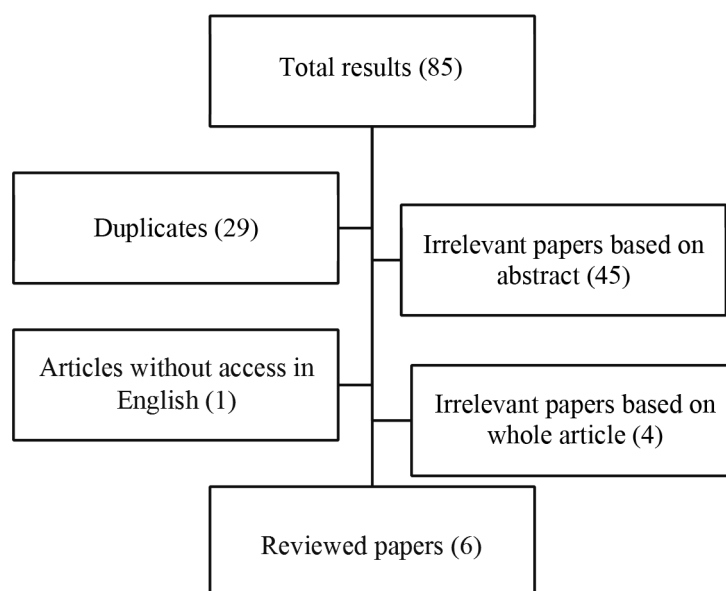 Total results (85)
Duplicates (29)
Irrelevant papers based on
abstract (45)
Articles without access in
English (1)
Irrelevant papers based on
whole article (4)
Reviewed papers (6)